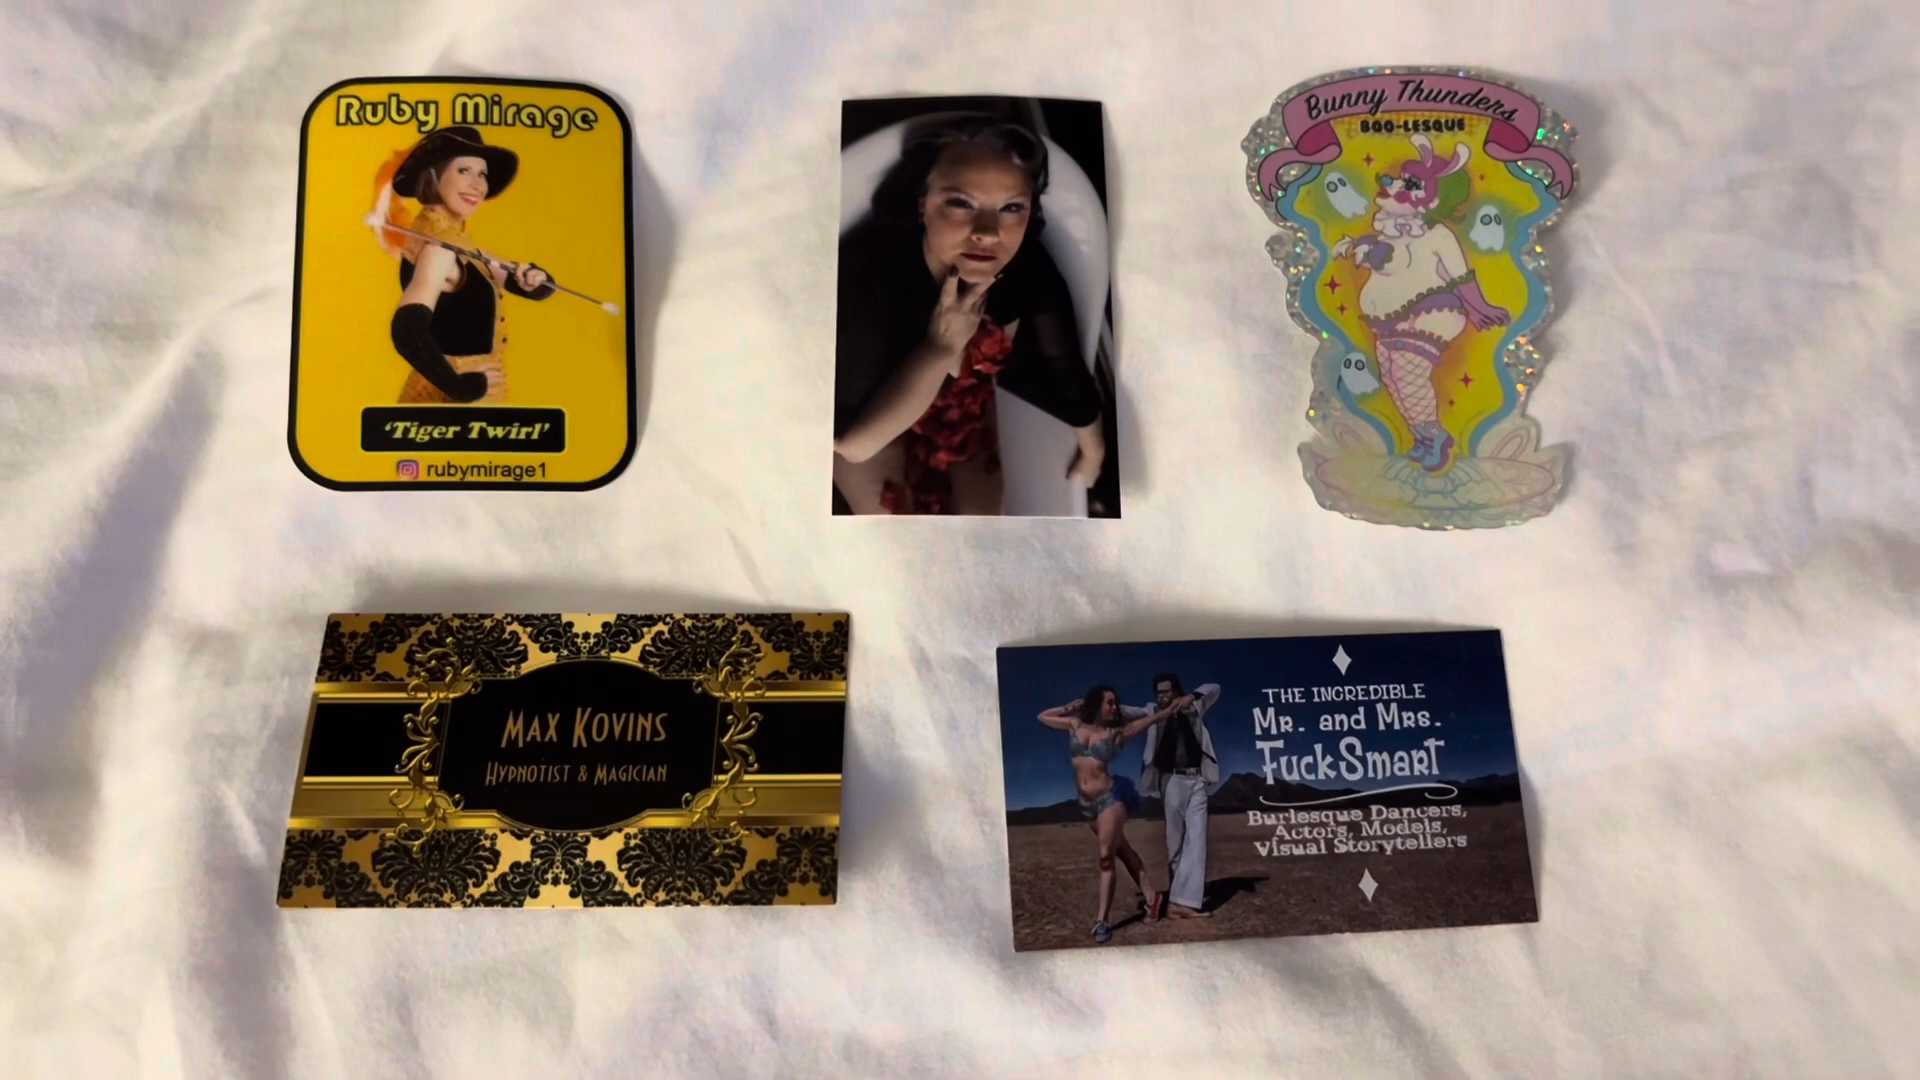 Ruby Mirage
'Tiger Twirl'
rubymirage1
Bunny Thunders
BOO-LESQUE
MAX KOVINS
HYPNOTIST & MAGICIAN
THE INCREDIBLE
MR. and MRS.
FuckSmart
Burlesque Dancers,
Actors, Models,
Visual Storytellers